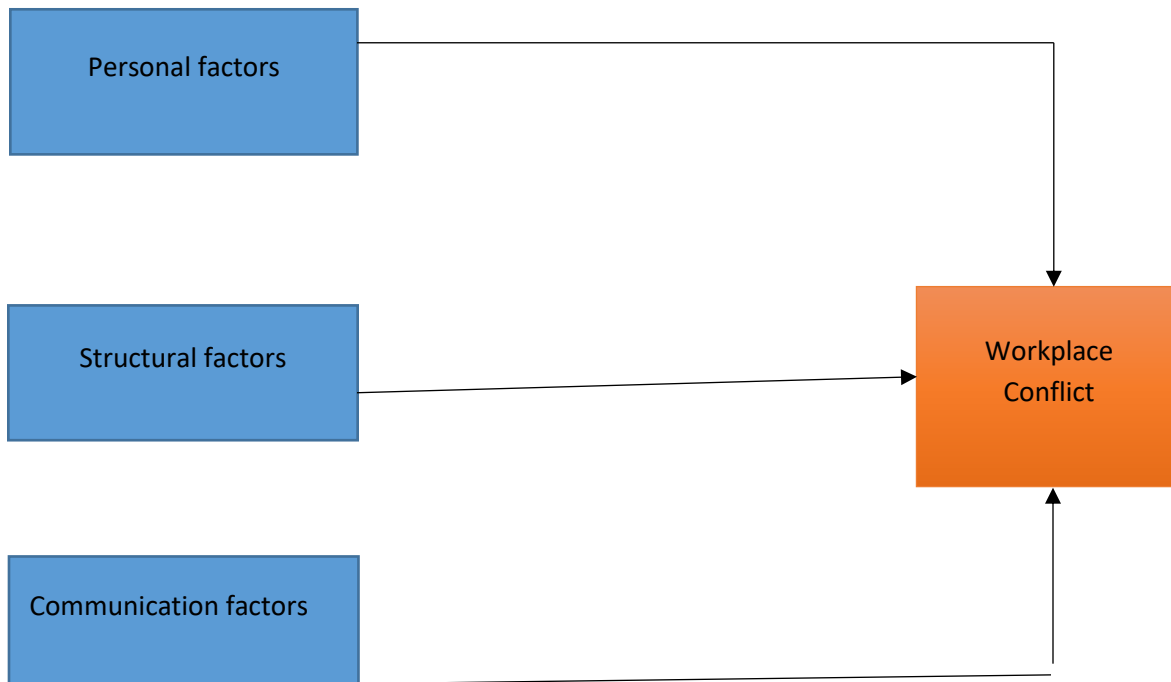 Personal factors
Structural factors
Workplace
Conflict
Communication factors